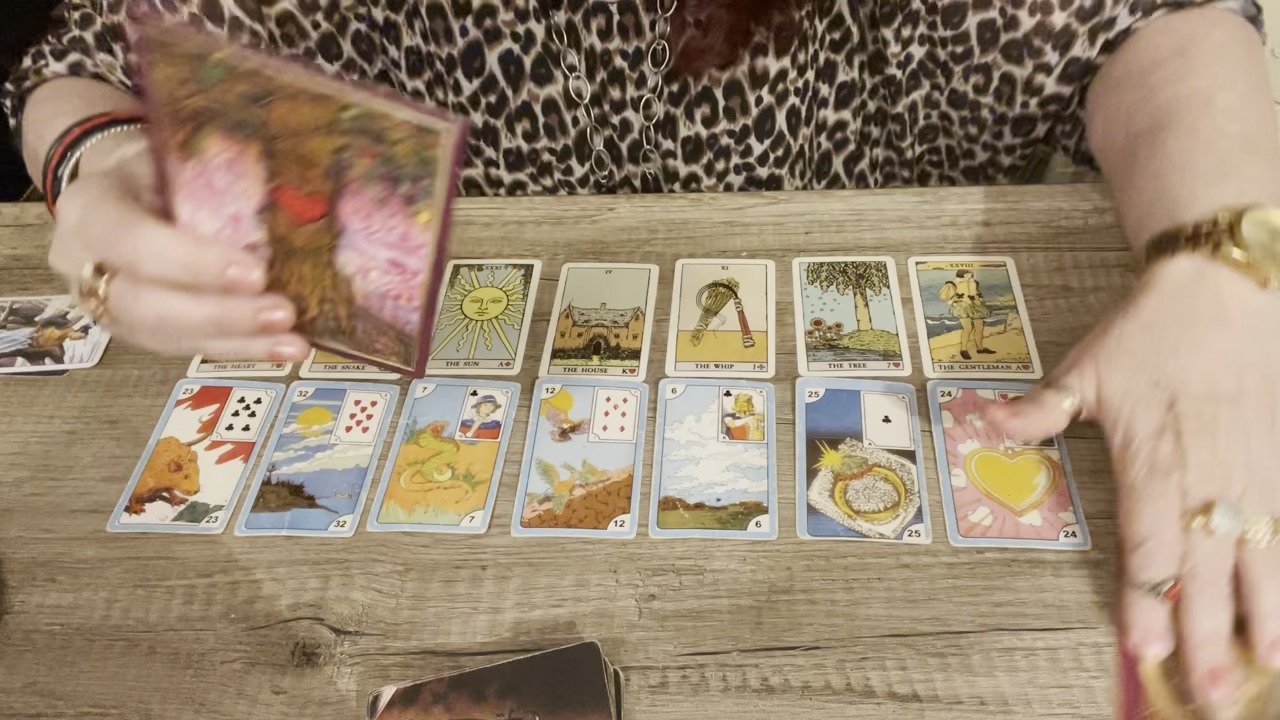 IV
XI
XXVIII
THE HEART J
THE SNAKE
THE SUN A
THE HOUSE K
THE WHIP J
THE TREE 7
THE GENTLEMAN A
23
32
7
12
6
25
24
23
32
7
12
6
25
24